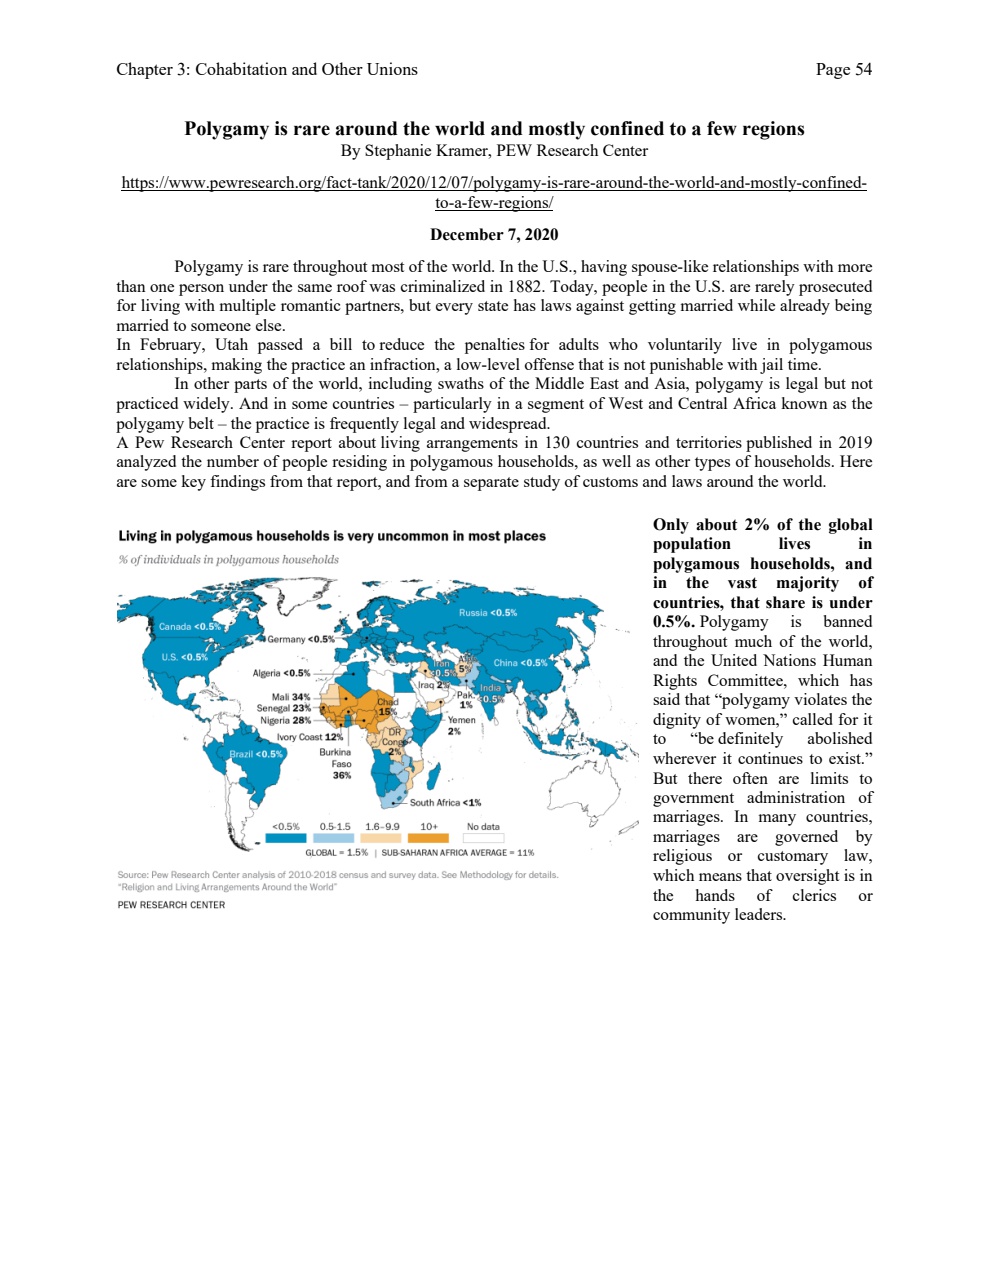 Chapter 3: Cohabitation and Other Unions Page 54
Polygamy is rare around the world and mostly confined to a few regions
By Stephanie Kramer, PEW Research Center
https://www.pewresearch.org/fact-tank/2020/12/07/polygamy-is-rare-around-the-world-and-mostly-confined-
to-a-few-regions/
December 7, 2020
Polygamy is rare throughout most of the world. In the U.S., having spouse-like relationships with more
than one person under the same roof was criminalized in 1882. Today, people in the U.S. are rarely prosecuted
for living with multiple romantic partners, but every state has laws against getting married while already being
married to someone else.
In February, Utah passed a bill to reduce the penalties for adults who voluntarily live in polygamous
relationships, making the practice an infraction, a low-level offense that is not punishable with jail time.
In other parts of the world, including swaths of the Middle East and Asia, polygamy is legal but not
practiced widely. And in some countries – particularly in a segment of West and Central Africa known as the
polygamy belt – the practice is frequently legal and widespread.
A Pew Research Center report about living arrangements in 130 countries and territories published in 2019
analyzed the number of people residing in polygamous households, as well as other types of households. Here
are some key findings from that report, and from a separate study of customs and laws around the world.
Living in polygamous households is very uncommon in most places
% of individuals in polygamous households
Russia <0.5%
Canada <0.5%
Germany <0.5%
U.S. <0.5%
Iran
<0.5%
5%
China <0.5%
Algeria <0.5%
Iraq 2%
India
<0.5%
Pak.
1%
Mali 34%
Senegal 23%
Nigeria 28%
Chad
15%
Yemen
2%
Ivory Coast 12%
DR
Congo
2%
Brazil <0.5%
Burkina
Faso
36%
South Africa <1%
<0.5% 0.5-1.5 1.6-9.9 10+ No data
GLOBAL = 1.5% | SUB-SAHARAN AFRICA AVERAGE = 11%
Source: Pew Research Center analysis of 2010-2018 census and survey data. See Methodology for details.
“Religion and Living Arrangements Around the World”
PEW RESEARCH CENTER
Only about 2% of the global
population lives in
polygamous households, and
in the vast majority of
countries, that share is under
0.5%. Polygamy is banned
throughout much of the world,
and the United Nations Human
Rights Committee, which has
said that “polygamy violates the
dignity of women,” called for it
to “be definitely abolished
wherever it continues to exist.”
But there often are limits to
government administration of
marriages. In many countries,
marriages are governed by
religious or customary law,
which means that oversight is in
the hands of clerics or
community leaders.